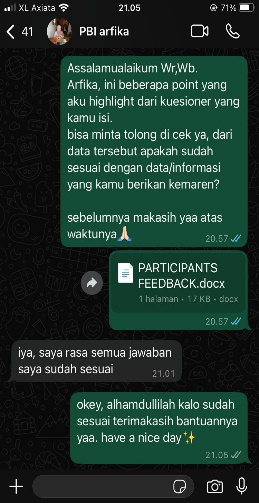 XL Axiata
21.05
71%
41
PBI arfika
Assalamualaikum Wr,Wb.
Arfika, ini beberapa point yang
aku highlight dari kuesioner yang
kamu isi.
bisa minta tolong di cek ya, dari
data tersebut apakah sudah
sesuai dengan data/informasi
yang kamu berikan kemaren?
sebelumnya makasih yaa atas
waktunya🙏🏻
20.57
PARTICIPANTS
FEEDBACK.docx
1 halaman • 17 KB • docx
20.57
iya, saya rasa semua jawaban
saya sudah sesuai
21.01
okey, alhamdullilah kalo sudah
sesuai terimakasih bantuannya
yaa. have a nice day✨
21.05